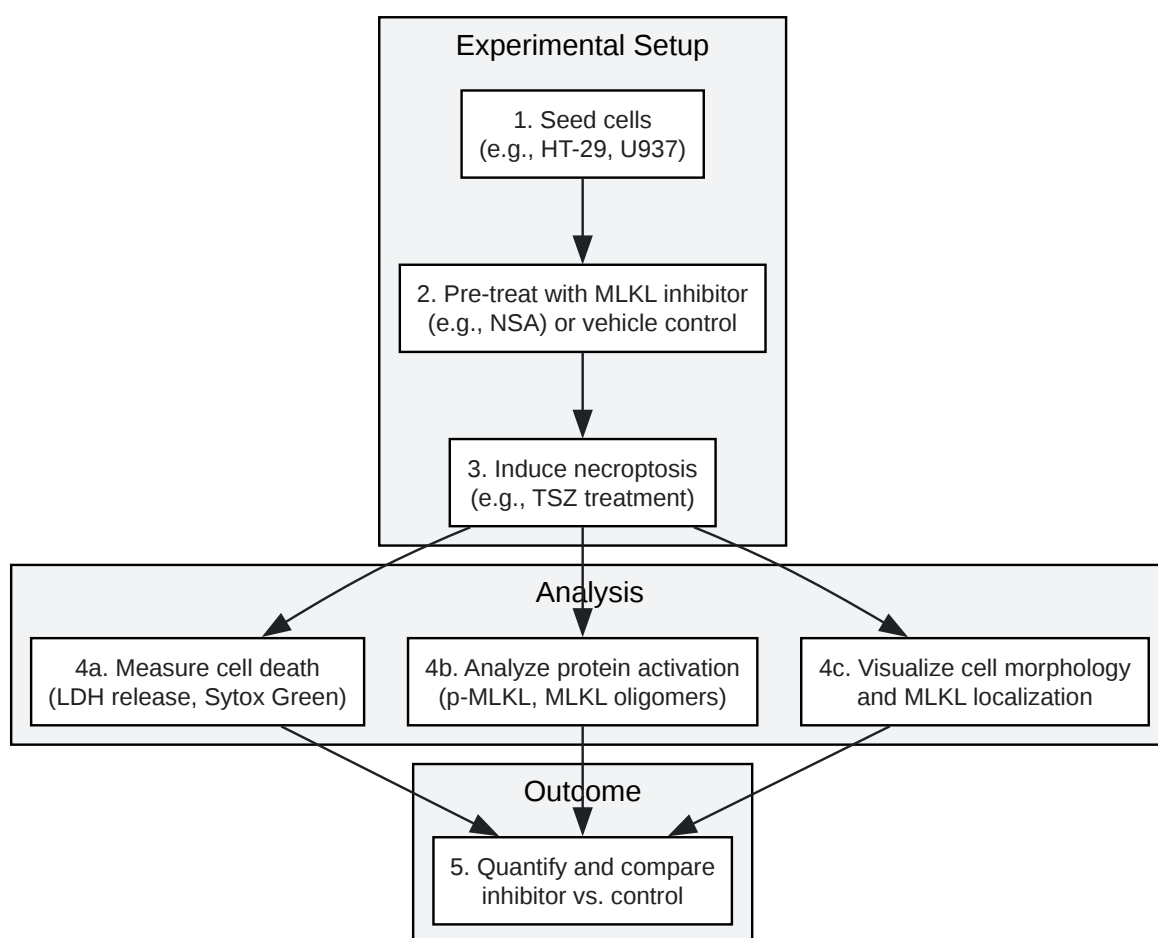 Experimental Setup
1. Seed cells
(e.g., HT-29, U937)
2. Pre-treat with MLKL inhibitor
(e.g., NSA) or vehicle control
3. Induce necroptosis
(e.g., TSZ treatment)
Analysis
4a. Measure cell death
(LDH release, Sytox Green)
4b. Analyze protein activation
(p-MLKL, MLKL oligomers)
4c. Visualize cell morphology
and MLKL localization
Outcome
5. Quantify and compare
inhibitor vs. control